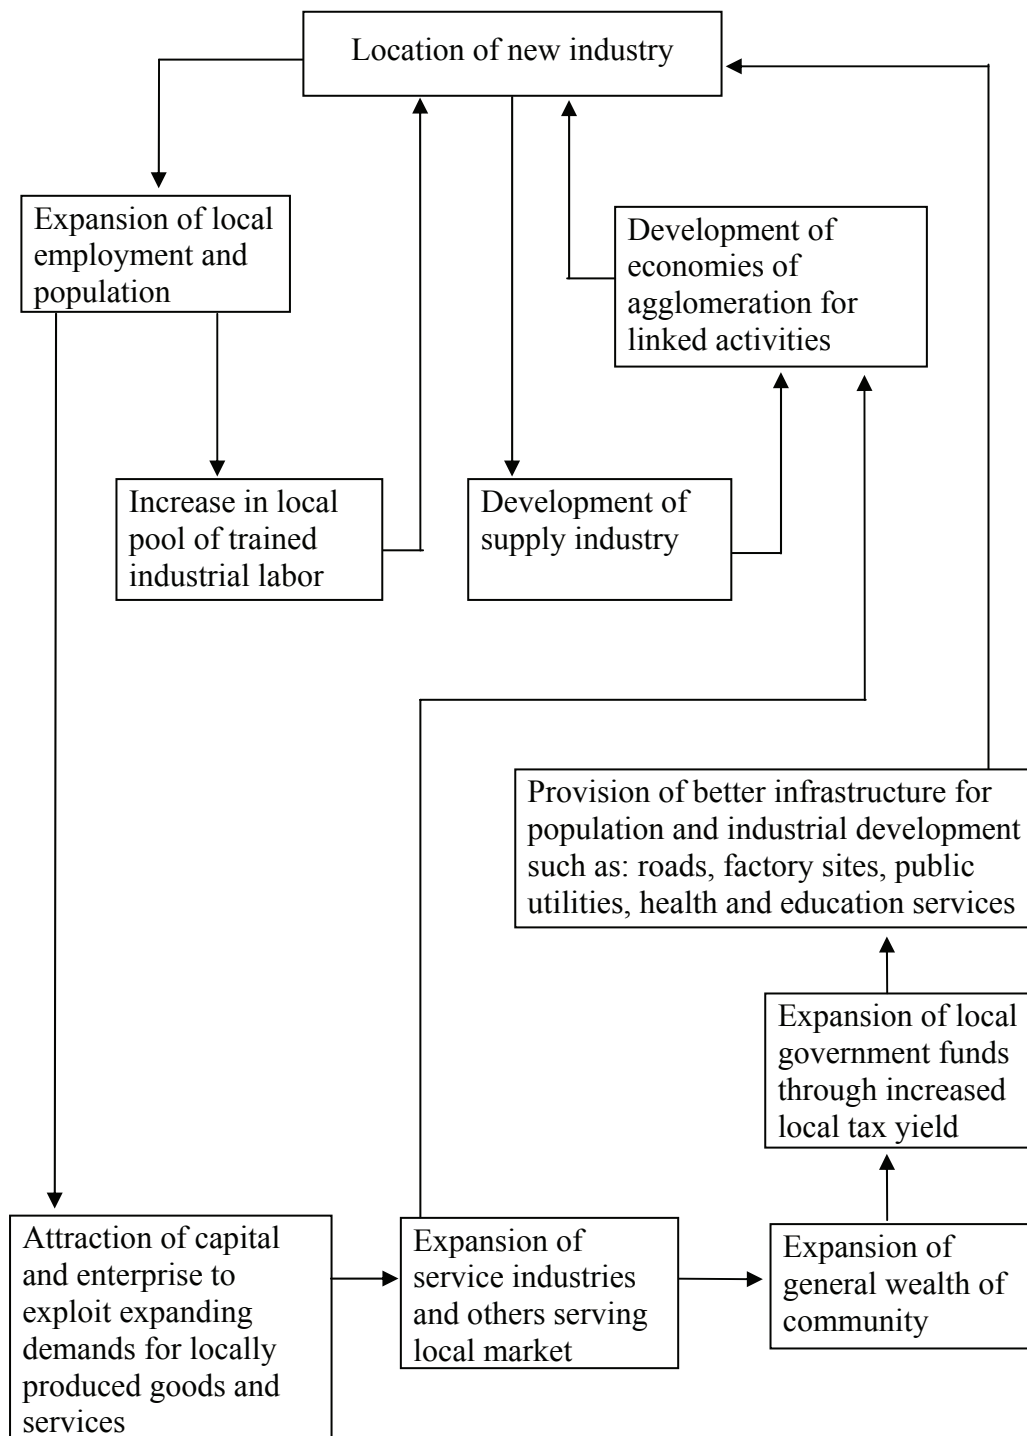 Location of new industry
Expansion of local
employment and
population
Development of
economies of
agglomeration for
linked activities
Increase in local
pool of trained
industrial labor
Development of
supply industry
Provision of better infrastructure for
population and industrial development
such as: roads, factory sites, public
utilities, health and education services
Expansion of local
government funds
through increased
local tax yield
Attraction of capital
and enterprise to
exploit expanding
demands for locally
produced goods and
services
Expansion of
service industries
and others serving
local market
Expansion of
general wealth of
community